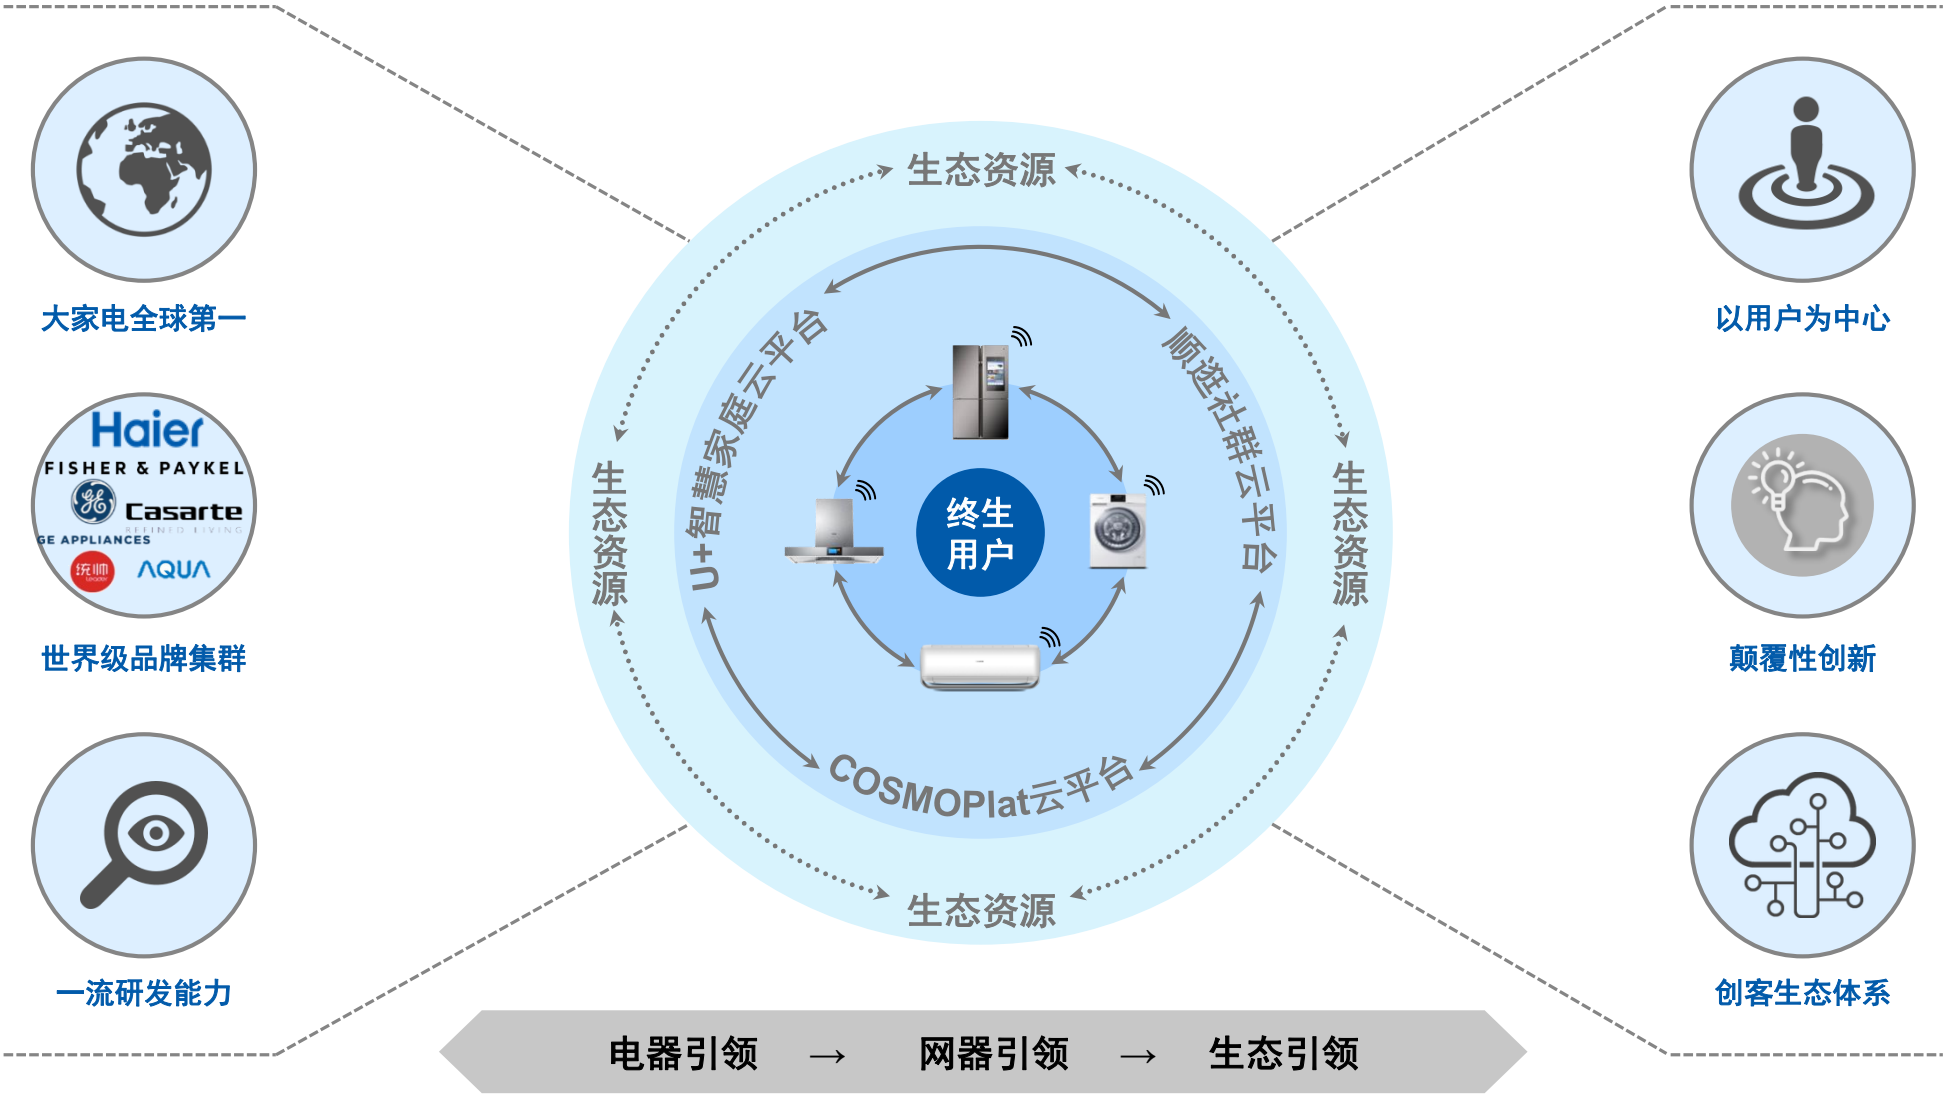 大家电全球第一
Haier
FISHER & PAYKEL
GE
Casarte
REFINED LIVING
GE APPLIANCES
统帅
Leader
AQUA
世界级品牌集群
一流研发能力
生态资源
生态资源
生态资源
生态资源
U+智慧家庭云平台
顺逛社群云平台
COSMOPlat云平台
终生
用户
以用户为中心
颠覆性创新
创客生态体系
电器引领 → 网器引领 → 生态引领